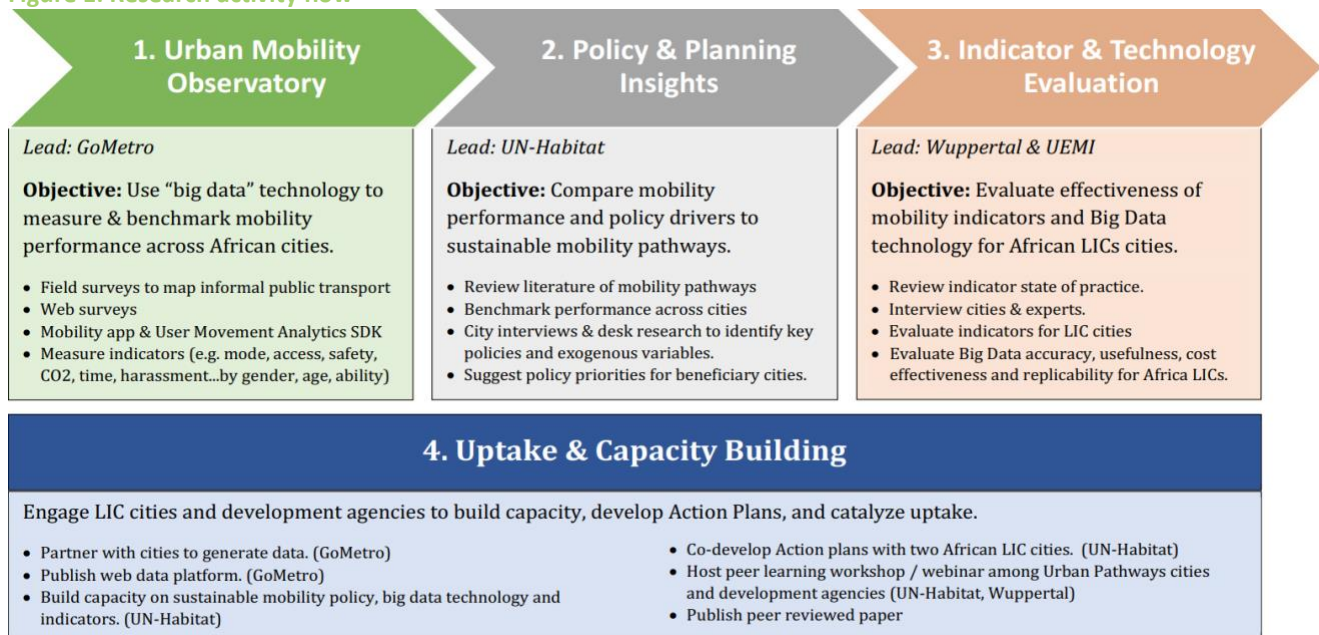 1. Urban Mobility
Observatory
2. Policy & Planning
Insights
3. Indicator & Technology
Evaluation
Lead: GoMetro
Objective: Use “big data” technology to
measure & benchmark mobility
performance across African cities.
• Field surveys to map informal public transport
• Web surveys
• Mobility app & User Movement Analytics SDK
• Measure indicators (e.g. mode, access, safety,
CO2, time, harassment...by gender, age, ability)
Lead: UN-Habitat
Objective: Compare mobility
performance and policy drivers to
sustainable mobility pathways.
• Review literature of mobility pathways
• Benchmark performance across cities
• City interviews & desk research to identify key
policies and exogenous variables.
• Suggest policy priorities for beneficiary cities.
Lead: Wuppertal & UEMI
Objective: Evaluate effectiveness of
mobility indicators and Big Data
technology for African LICs cities.
• Review indicator state of practice.
• Interview cities & experts.
• Evaluate indicators for LIC cities
• Evaluate Big Data accuracy, usefulness, cost
effectiveness and replicability for Africa LICs.
4. Uptake & Capacity Building
Engage LIC cities and development agencies to build capacity, develop Action Plans, and catalyze uptake.
• Partner with cities to generate data. (GoMetro)
• Publish web data platform. (GoMetro)
• Build capacity on sustainable mobility policy, big data technology and
indicators. (UN-Habitat)
• Co-develop Action plans with two African LIC cities. (UN-Habitat)
• Host peer learning workshop / webinar among Urban Pathways cities
and development agencies (UN-Habitat, Wuppertal)
• Publish peer reviewed paper